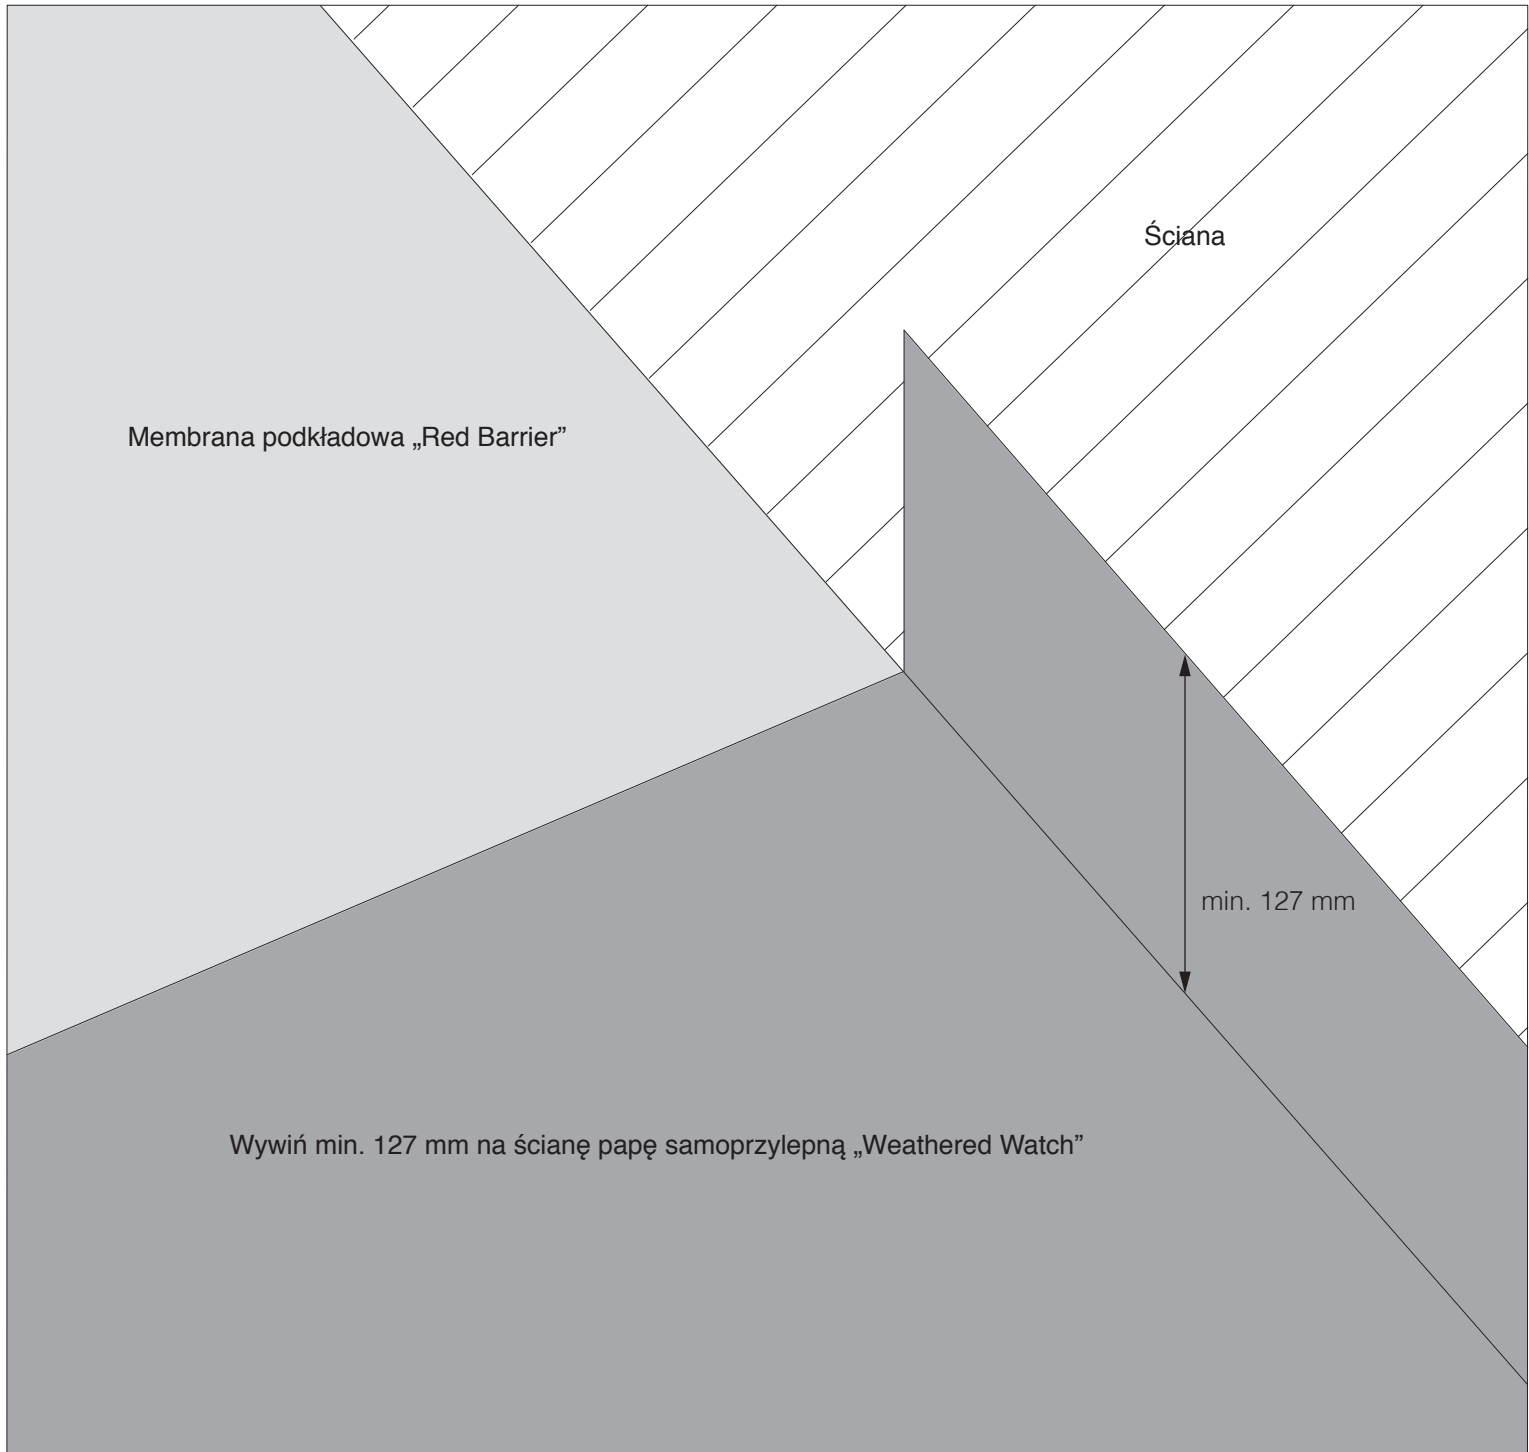 Ściana
Membrana podkładowa „Red Barrier”
min. 127 mm
Wywiń min. 127 mm na ścianę papę samoprzylepną „Weathered Watch”